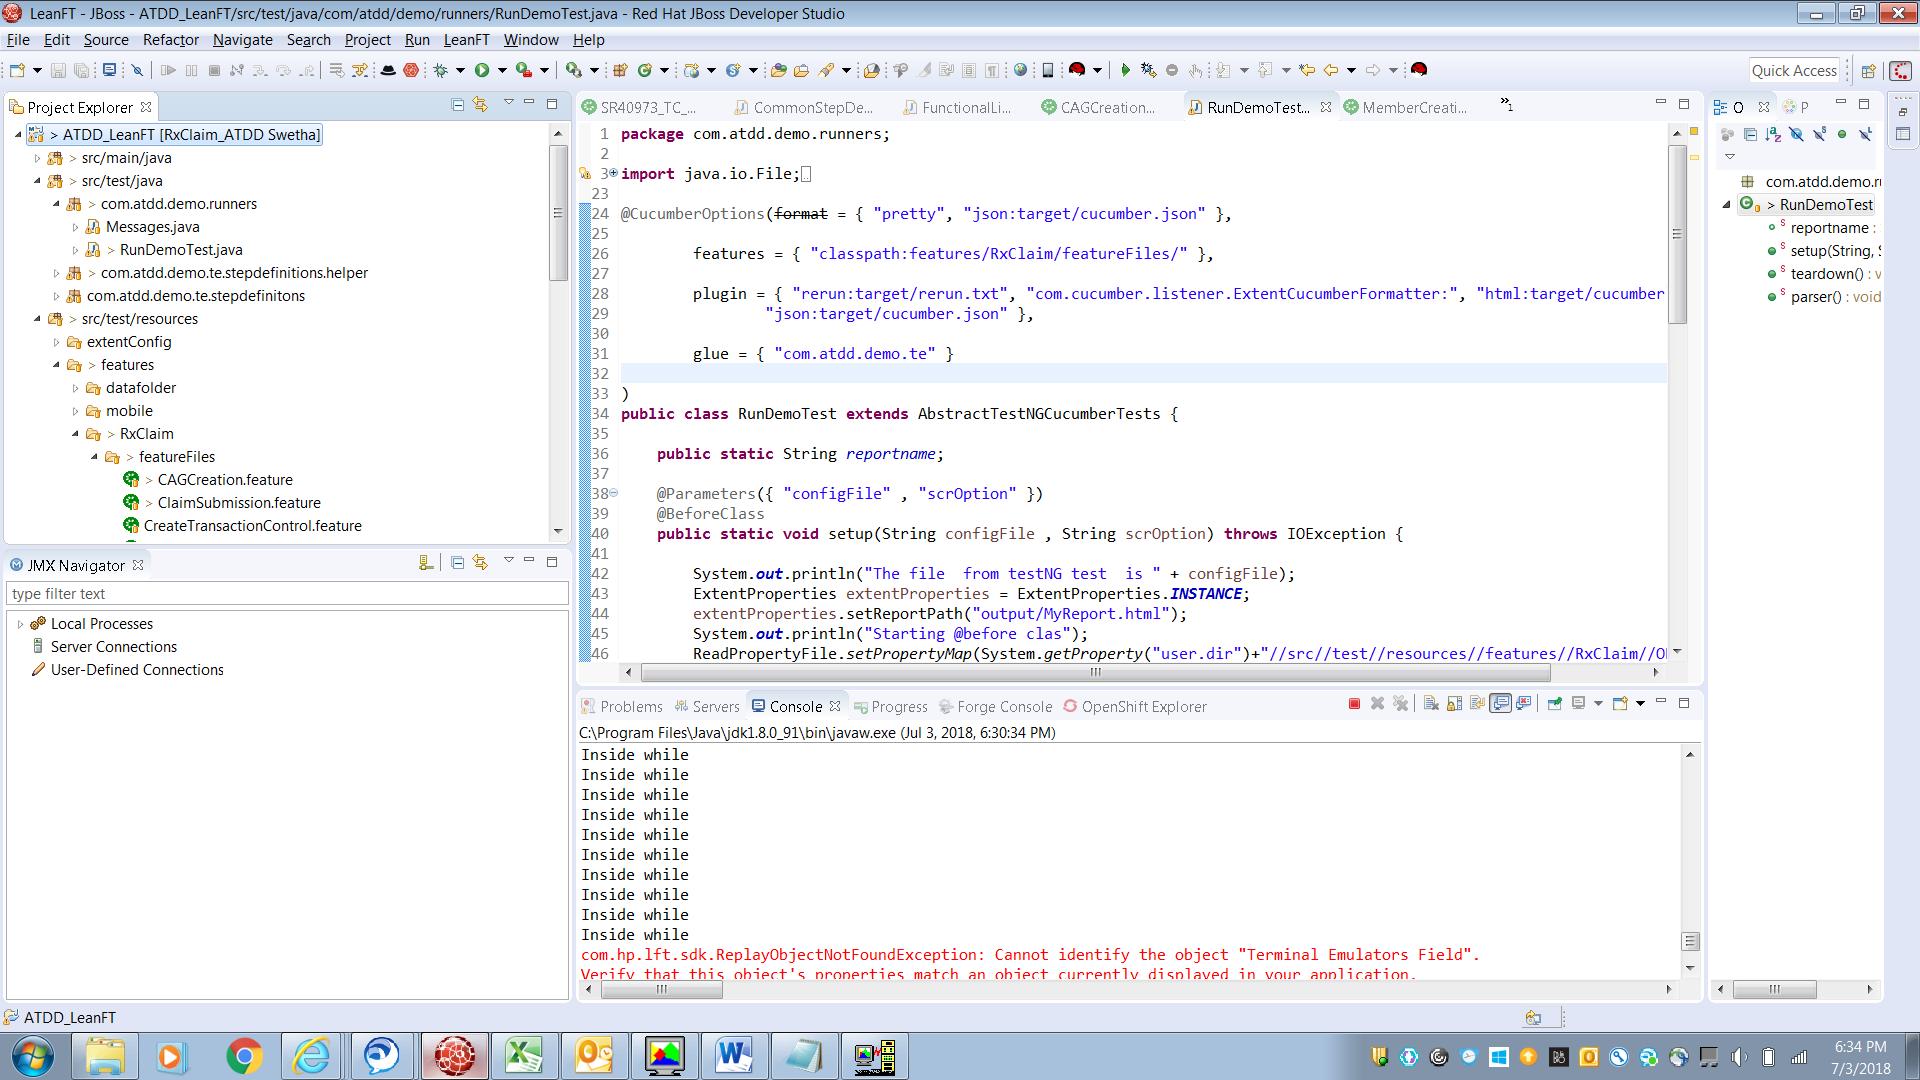 LeanFT - JBoss - ATDD_LeanFT/src/test/java/com/atdd/demo/runners/RunDemoTest.java - Red Hat JBoss Developer Studio
File Edit Source Refactor Navigate Search Project Run LeanFT Window Help
Quick Access
Project Explorer
> ATDD_LeanFT [RxClaim_ATDD Swetha]
> src/main/java
> src/test/java
> com.atdd.demo.runners
Messages.java
> RunDemoTest.java
> com.atdd.demo.te.stepdefinitions.helper
com.atdd.demo.te.stepdefinitons
> src/test/resources
extentConfig
> features
datafolder
mobile
> RxClaim
> featureFiles
> CAGCreation.feature
> ClaimSubmission.feature
CreateTransactionControl.feature
JMX Navigator
type filter text
Local Processes
Server Connections
User-Defined Connections
SR40973_TC_... CommonStepDe... FunctionalLi... CAGCreation... RunDemoTest... MemberCreati... »1
1 package com.atdd.demo.runners;
2
3 import java.io.File;
23
24 @CucumberOptions(format = { "pretty", "json:target/cucumber.json" },
25
26 features = { "classpath:features/RxClaim/featureFiles/" },
27
28 plugin = { "rerun:target/rerun.txt", "com.cucumber.listener.ExtentCucumberFormatter:", "html:target/cucumber
29 "json:target/cucumber.json" },
30
31 glue = { "com.atdd.demo.te" }
32
33 )
34 public class RunDemoTest extends AbstractTestNGCucumberTests {
35
36 public static String reportname;
37
38 @Parameters({ "configFile" , "scrOption" })
39 @BeforeClass
40 public static void setup(String configFile , String scrOption) throws IOException {
41
42 System.out.println("The file  from testNG test  is " + configFile);
43 ExtentProperties extentProperties = ExtentProperties.INSTANCE;
44 extentProperties.setReportPath("output/MyReport.html");
45 System.out.println("Starting @before clas");
46 ReadPropertyFile.setPropertyMap(System.getProperty("user.dir")+"//src//test//resources//features//RxClaim//O
Problems Servers Console Progress Forge Console OpenShift Explorer
C:\Program Files\Java\jdk1.8.0_91\bin\javaw.exe (Jul 3, 2018, 6:30:34 PM)
Inside while
Inside while
Inside while
Inside while
Inside while
Inside while
Inside while
Inside while
Inside while
Inside while
com.hp.lft.sdk.ReplayObjectNotFoundException: Cannot identify the object "Terminal Emulators Field".
Verify that this object's properties match an object currently displayed in your application.
O P
com.atdd.demo.ru
> RunDemoTest
reportname :
setup(String, S
teardown() : v
parser() : void
ATDD_LeanFT
6:34 PM
7/3/2018